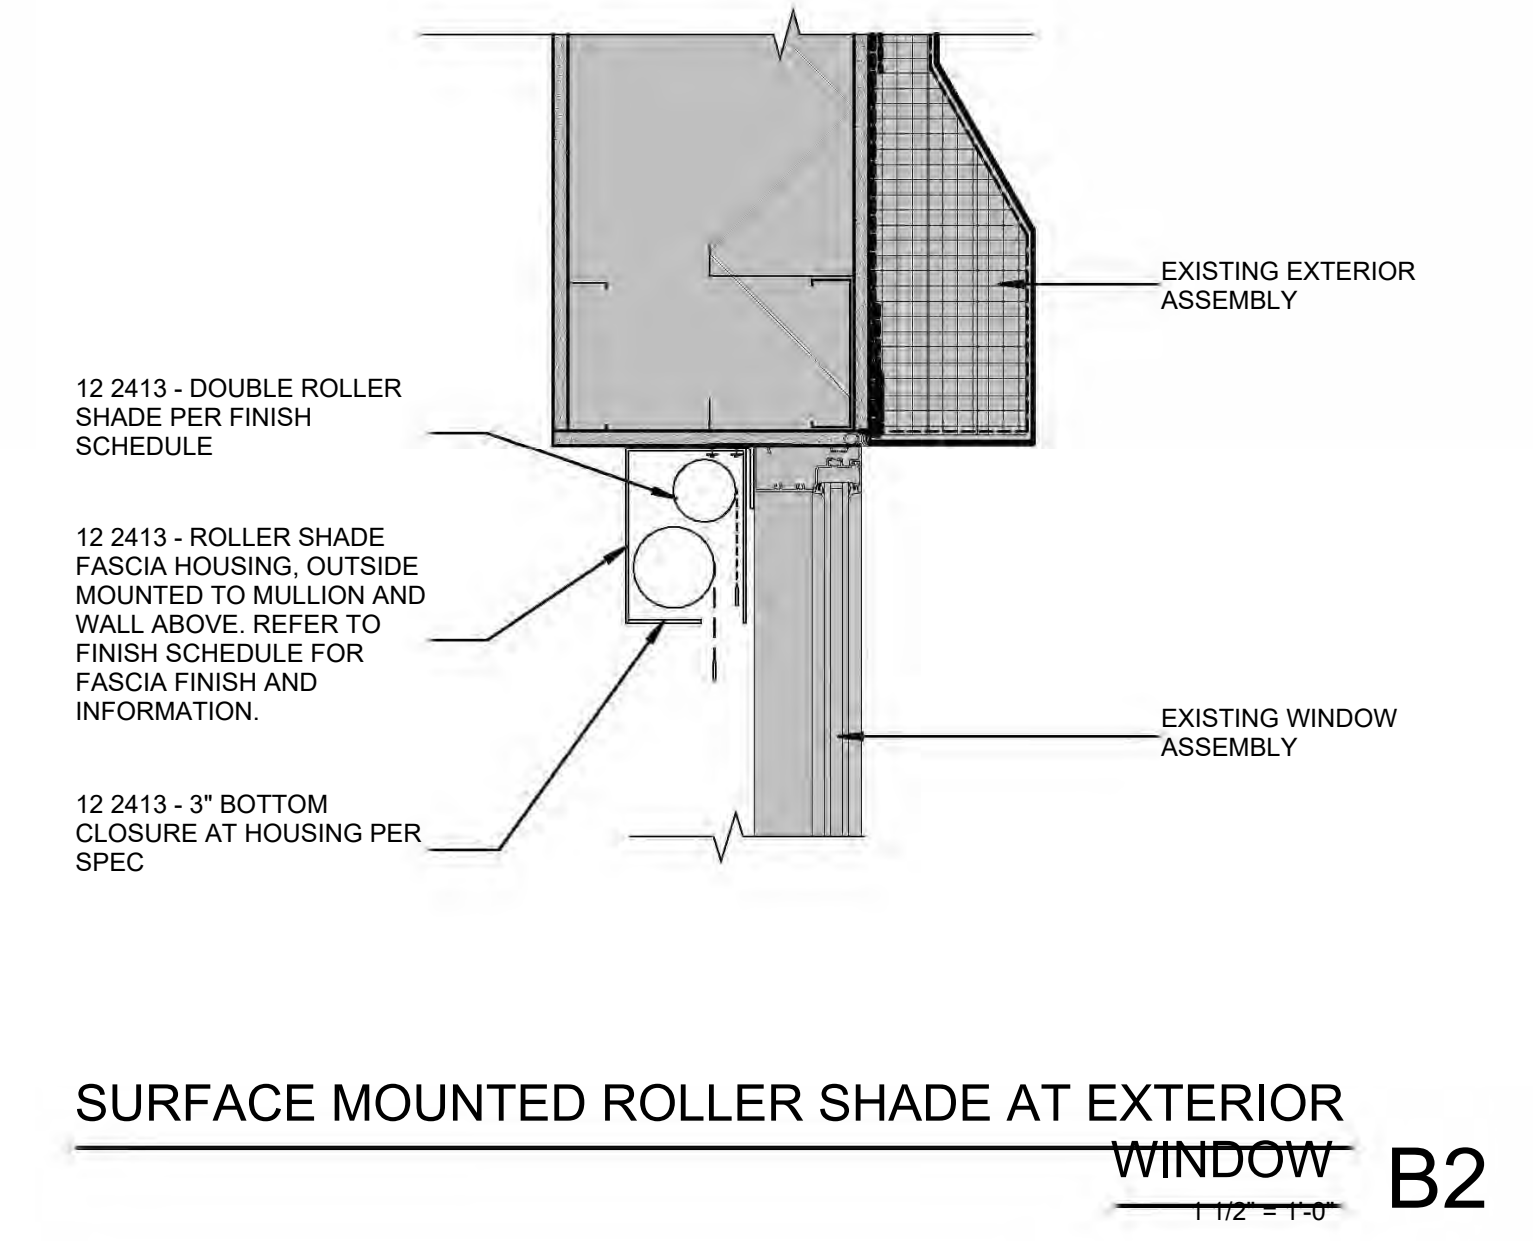 EXISTING EXTERIOR
ASSEMBLY
12 2413 - DOUBLE ROLLER
SHADE PER FINISH
SCHEDULE
12 2413 - ROLLER SHADE
FASCIA HOUSING, OUTSIDE
MOUNTED TO MULLION AND
WALL ABOVE. REFER TO
FINISH SCHEDULE FOR
FASCIA FINISH AND
INFORMATION.
EXISTING WINDOW
ASSEMBLY
12 2413 - 3" BOTTOM
CLOSURE AT HOUSING PER
SPEC
SURFACE MOUNTED ROLLER SHADE AT EXTERIOR
WINDOW
B2
1 1/2" = 1'-0"